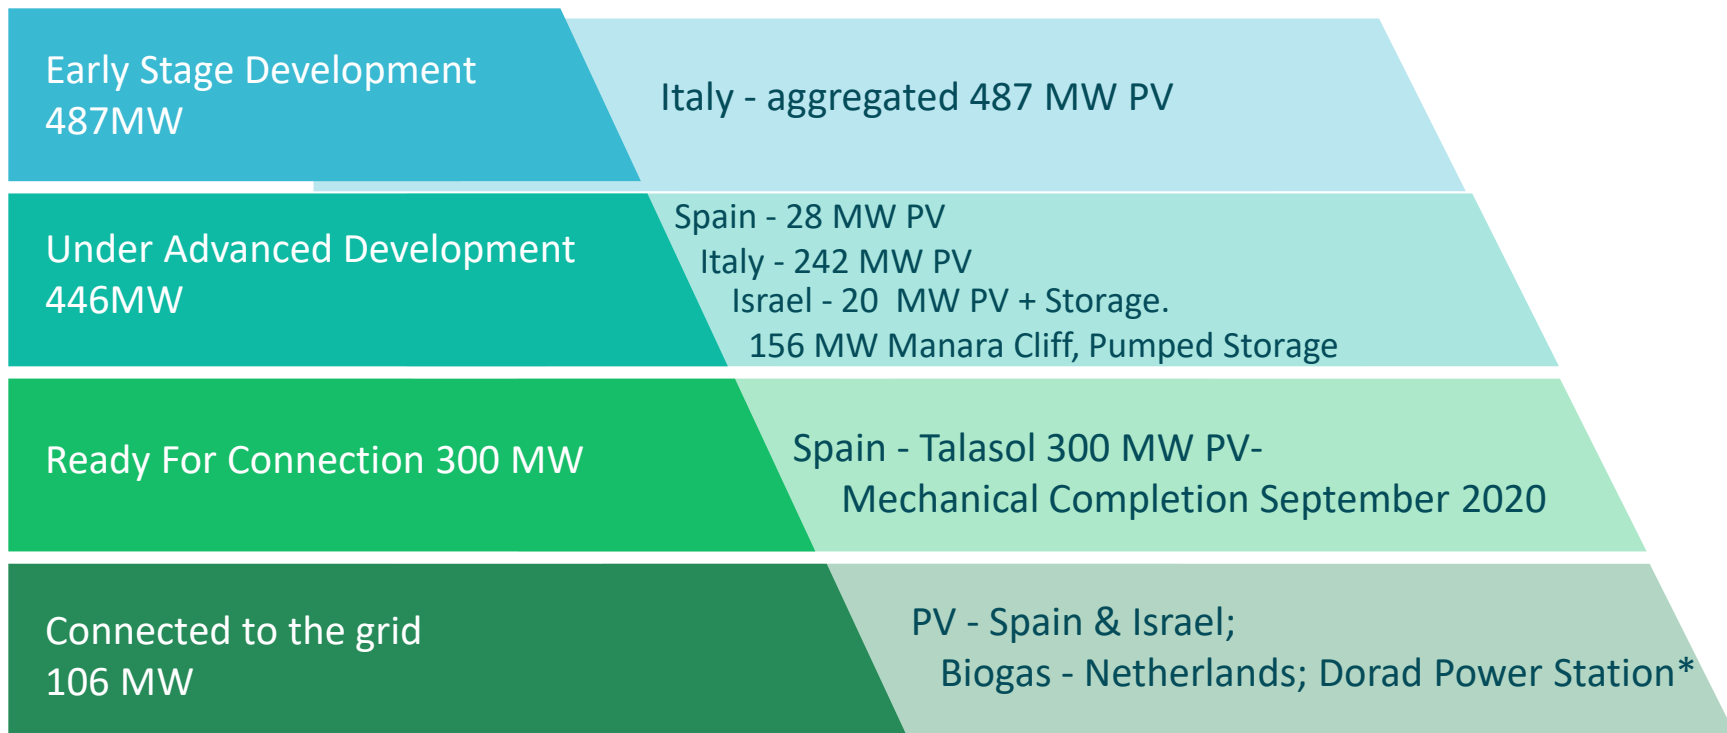 Early Stage Development
487MW
Italy - aggregated 487 MW PV
Under Advanced Development
446MW
Spain - 28 MW PV
Italy - 242 MW PV
Israel - 20  MW PV + Storage.
156 MW Manara Cliff, Pumped Storage
Ready For Connection 300 MW
Spain - Talasol 300 MW PV-
Mechanical Completion September 2020
Connected to the grid
106 MW
PV - Spain & Israel;
Biogas - Netherlands; Dorad Power Station*